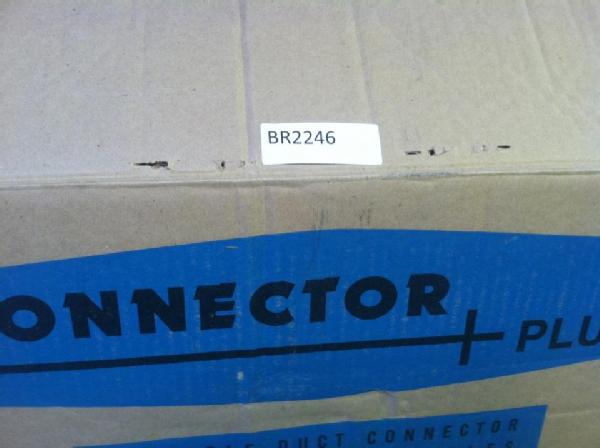 BR2246
ONNECTOR
PLU
DUCT CONNECTOR